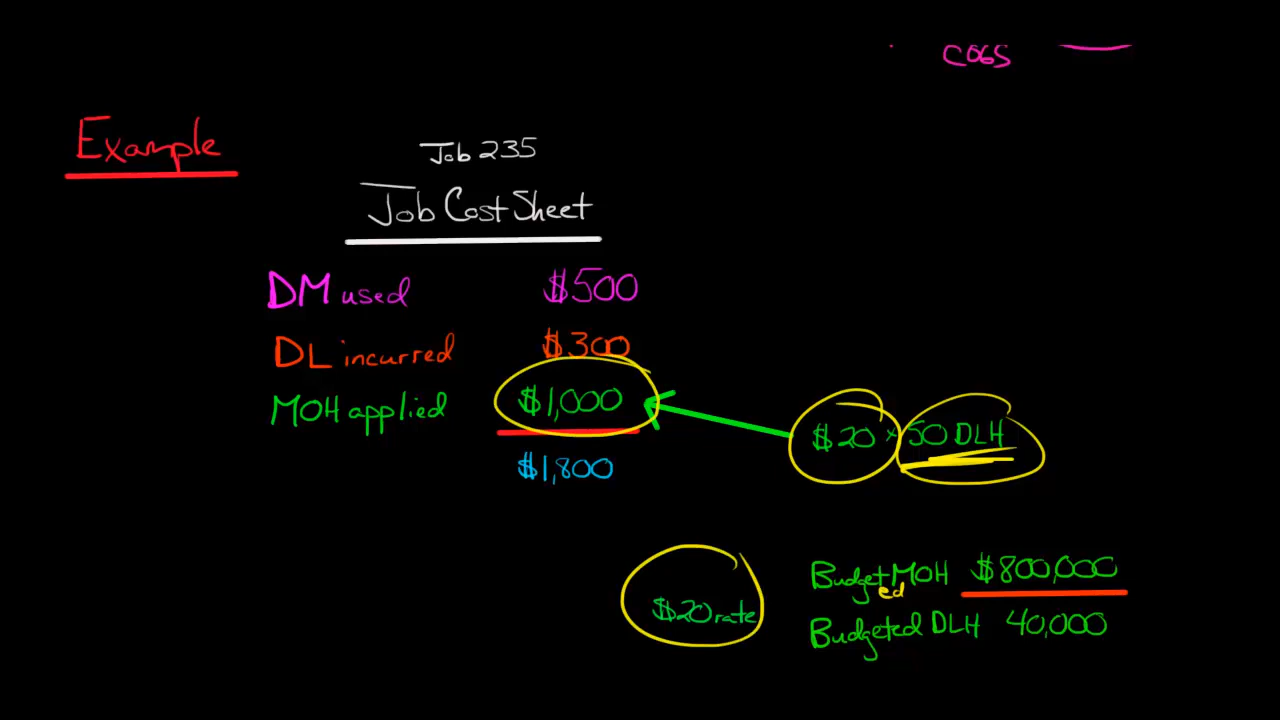 COGS
Example
Job 235
Job Cost Sheet
DM used $500
DL incurred $300
MOH applied $1,000
$20 × 50 DLH
$1,800
Budgeted MOH $800,000
$20 rate
Budgeted DLH 40,000